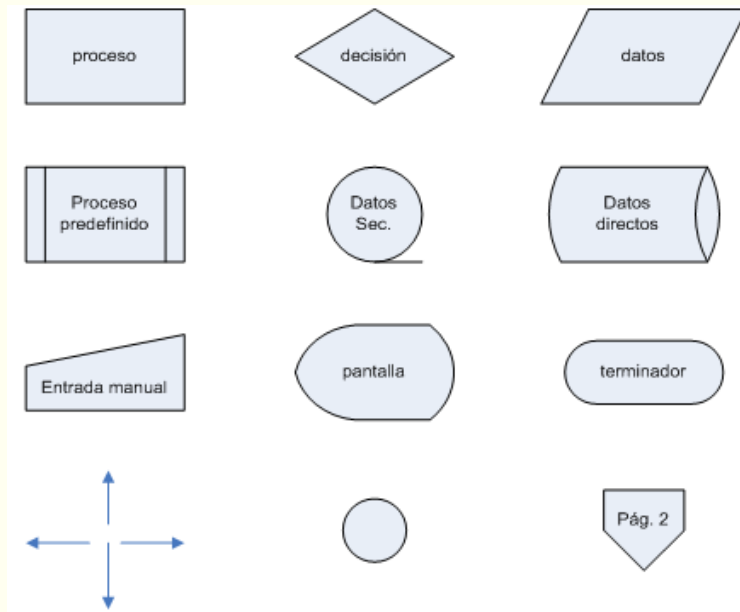 proceso
decisión
datos
Proceso
predefinido
Datos
Sec.
Datos
directos
Entrada manual
pantalla
terminador
Pág. 2